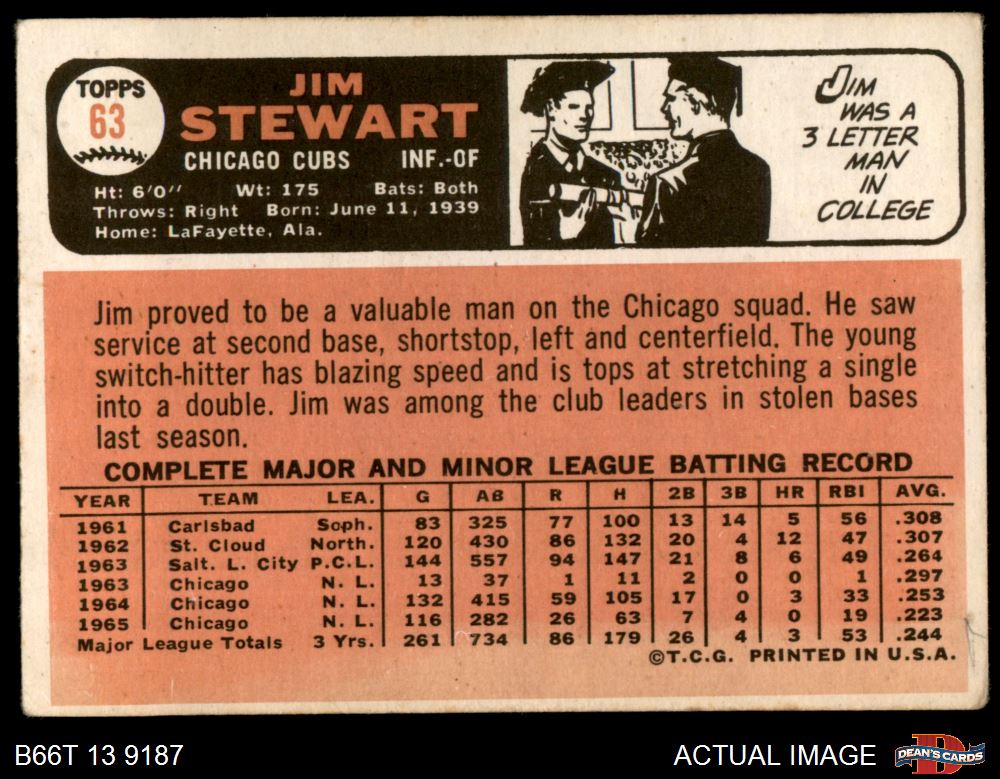 TOPPS
63
JIM
STEWART
CHICAGO CUBS INF.-OF
Ht: 6'0" Wt: 175 Bats: Both
Throws: Right Born: June 11, 1939
Home: LaFayette, Ala.
JIM
WAS A
3 LETTER
MAN
IN
COLLEGE
Jim proved to be a valuable man on the Chicago squad. He saw
service at second base, shortstop, left and centerfield. The young
switch-hitter has blazing speed and is tops at stretching a single
into a double. Jim was among the club leaders in stolen bases
last season.
COMPLETE MAJOR AND MINOR LEAGUE BATTING RECORD
YEAR TEAM LEA. G AB R H 2B 3B HR RBI AVG.
1961 Carlsbad Soph. 83 325 77 100 13 14 5 56 .308
1962 St. Cloud North. 120 430 86 132 20 4 12 47 .307
1963 Salt. L. City P.C.L. 144 557 94 147 21 8 6 49 .264
1963 Chicago N. L. 13 37 1 11 2 0 0 1 .297
1964 Chicago N. L. 132 415 59 105 17 0 3 33 .253
1965 Chicago N. L. 116 282 26 63 7 4 0 19 .223
Major League Totals 3 Yrs. 261 734 86 179 26 4 3 53 .244
©T.C.G. PRINTED IN U.S.A.
B66T 13 9187 ACTUAL IMAGE
DEAN'S CARDS